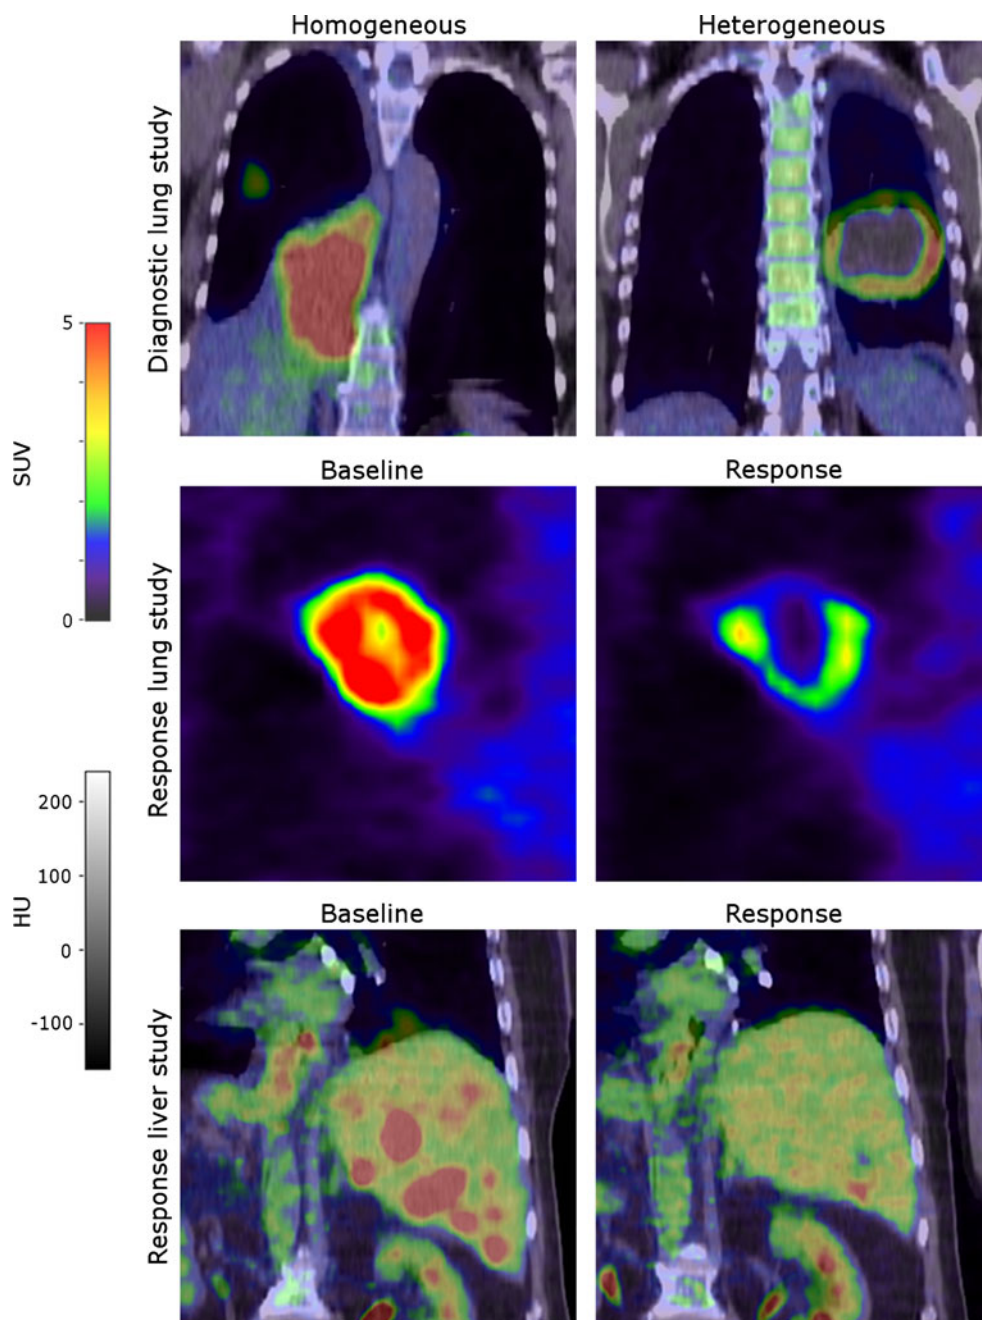 Homogeneous
Heterogeneous
Diagnostic lung study
Baseline
Response
Response lung study
Baseline
Response
Response liver study
SUV
5
0
HU
200
100
0
-100